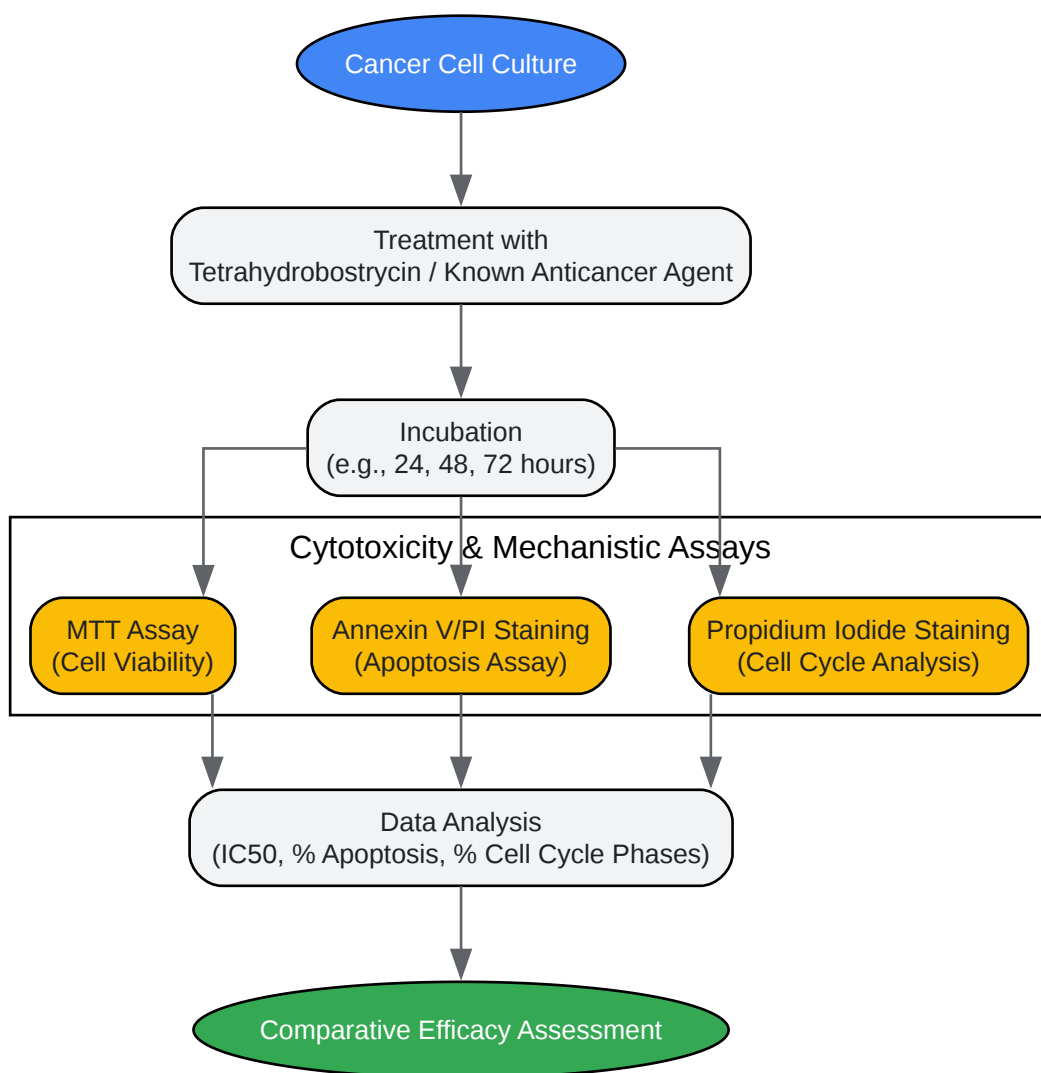 Cancer Cell Culture
Treatment with
Tetrahydrobostrycin / Known Anticancer Agent
Incubation
(e.g., 24, 48, 72 hours)
Cytotoxicity & Mechanistic Assays
MTT Assay
(Cell Viability)
Annexin V/PI Staining
(Apoptosis Assay)
Propidium Iodide Staining
(Cell Cycle Analysis)
Data Analysis
(IC50, % Apoptosis, % Cell Cycle Phases)
Comparative Efficacy Assessment